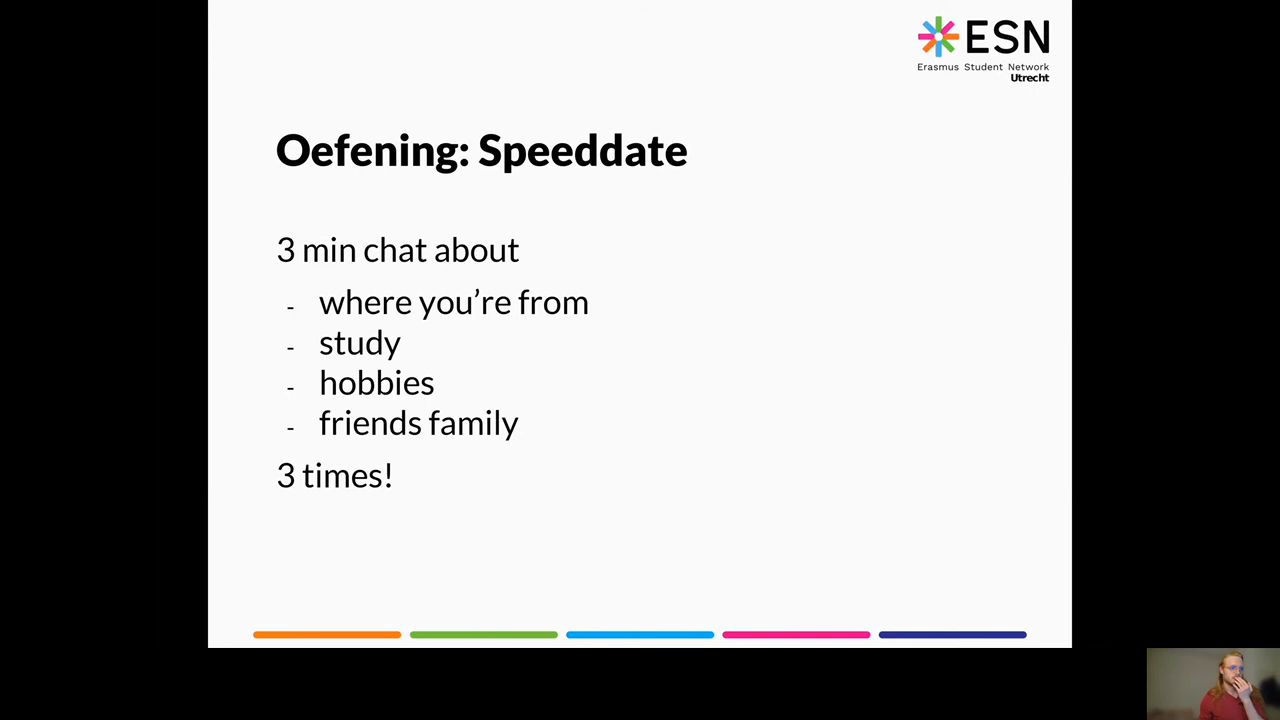 ESN
Erasmus Student Network
Utrecht
Oefening: Speeddate
3 min chat about
- where you’re from
- study
- hobbies
- friends family
3 times!